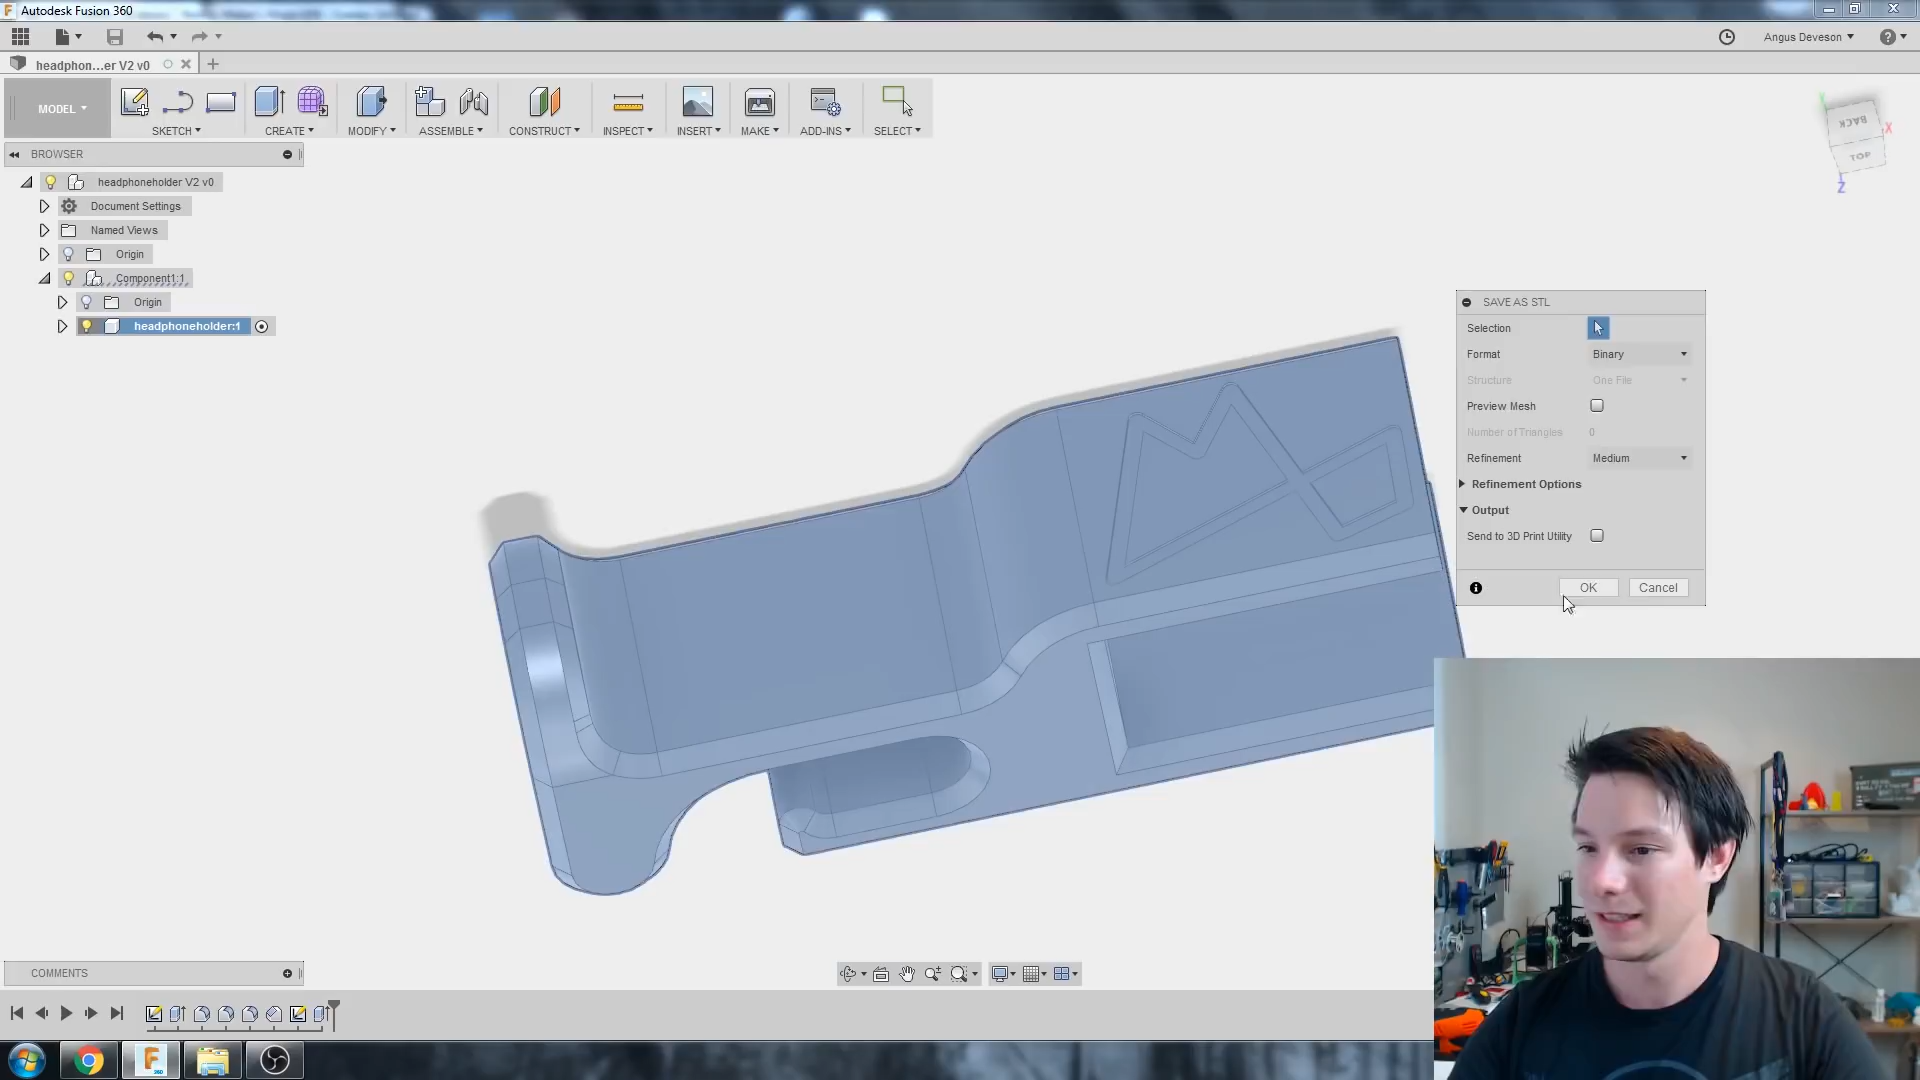 Autodesk Fusion 360
Angus Deveson
headphon...er V2 v0
MODEL
SKETCH
CREATE
MODIFY
ASSEMBLE
CONSTRUCT
INSPECT
INSERT
MAKE
ADD-INS
SELECT
BROWSER
headphoneholder V2 v0
Document Settings
Named Views
Origin
Component1:1
Origin
headphoneholder:1
X
BACK
TOP
Z
SAVE AS STL
Selection
Format Binary
Structure One File
Preview Mesh
Number of Triangles 0
Refinement Medium
Refinement Options
Output
Send to 3D Print Utility
OK Cancel
COMMENTS